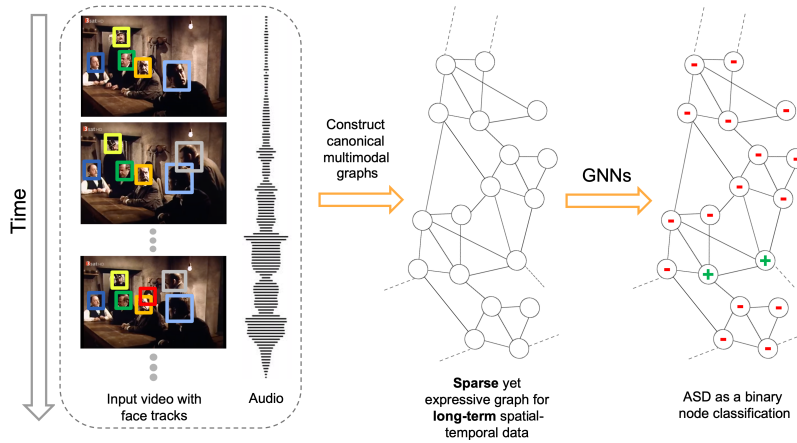 Time
Construct
canonical
multimodal
graphs
GNNs
Input video with
face tracks
Audio
Sparse yet
expressive graph for
long-term spatial-
temporal data
ASD as a binary
node classification